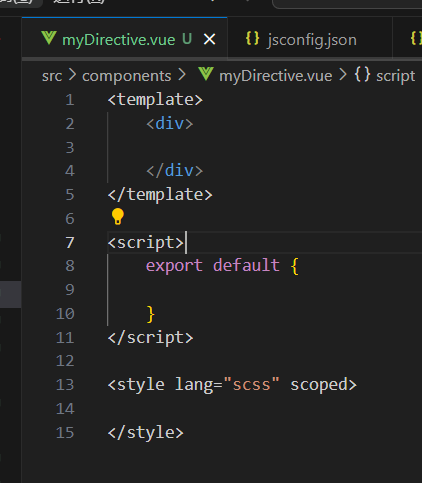 myDirective.vue U
jsconfig.json
src > components > myDirective.vue > script
1 <template>
2 <div>
3
4 </div>
5 </template>
6
7 <script>
8 export default {
9
10 }
11 </script>
12
13 <style lang="scss" scoped>
14
15 </style>